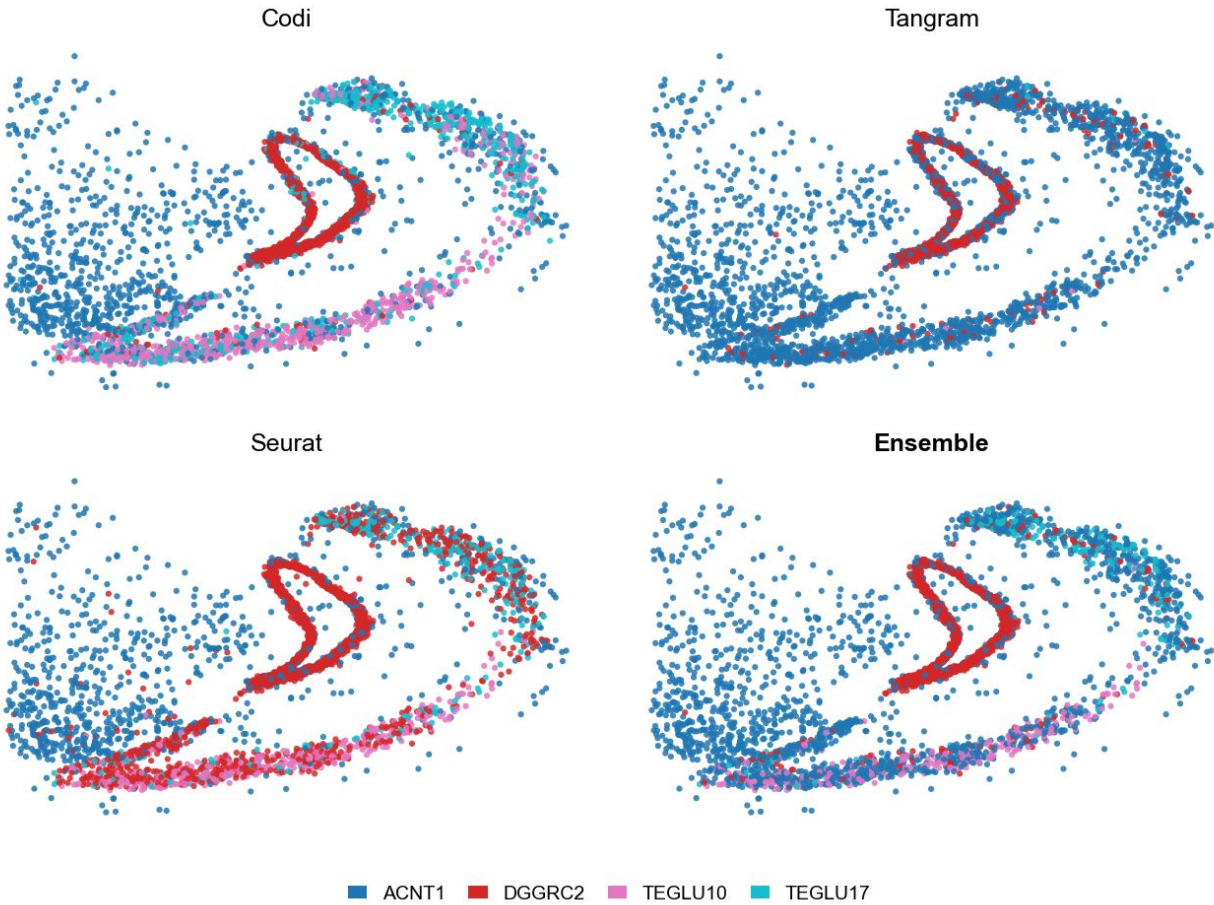 Codi
Tangram
Seurat
Ensemble
ACNT1 DGGRC2 TEGLU10 TEGLU17